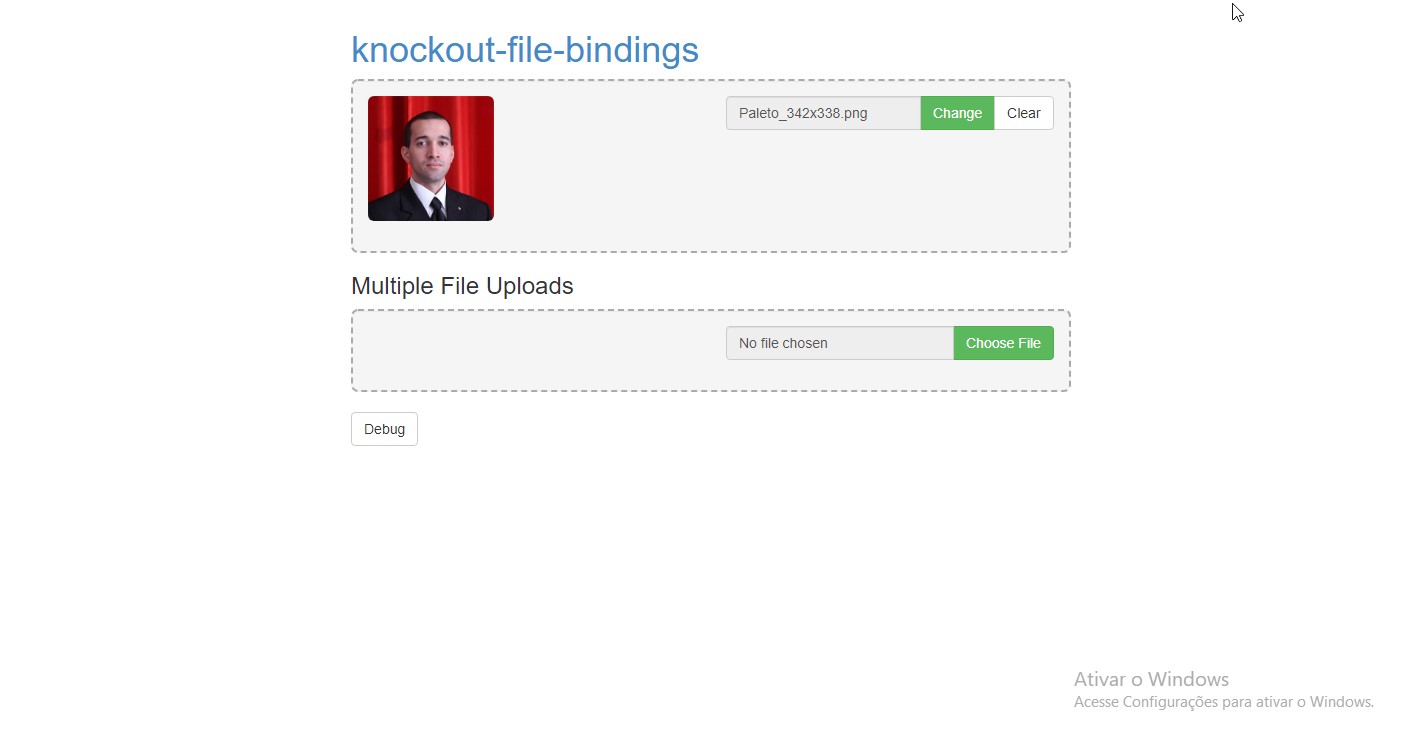 knockout-file-bindings
Paleto_342x338.png Change Clear
Multiple File Uploads
No file chosen Choose File
Debug
Ativar o Windows
Acesse Configurações para ativar o Windows.